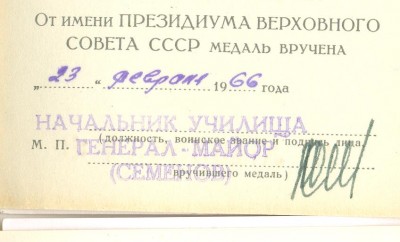 От имени ПРЕЗИДИУМА ВЕРХОВНОГО
СОВЕТА СССР МЕДАЛЬ ВРУЧЕНА
„23“ февраля 1966 года
НАЧАЛЬНИК УЧИЛИЩА
(должность, воинское звание и подпись лица,
М. П. ГЕНЕРАЛ-МАЙОР
вручившего медаль)
(СЕМЕНОВ)